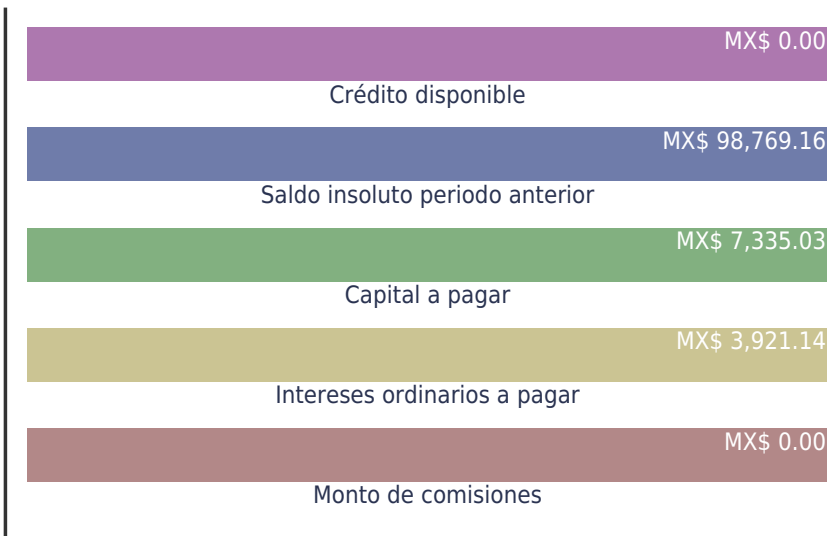 MX$ 0.00
Crédito disponible
MX$ 98,769.16
Saldo insoluto periodo anterior
MX$ 7,335.03
Capital a pagar
MX$ 3,921.14
Intereses ordinarios a pagar
MX$ 0.00
Monto de comisiones